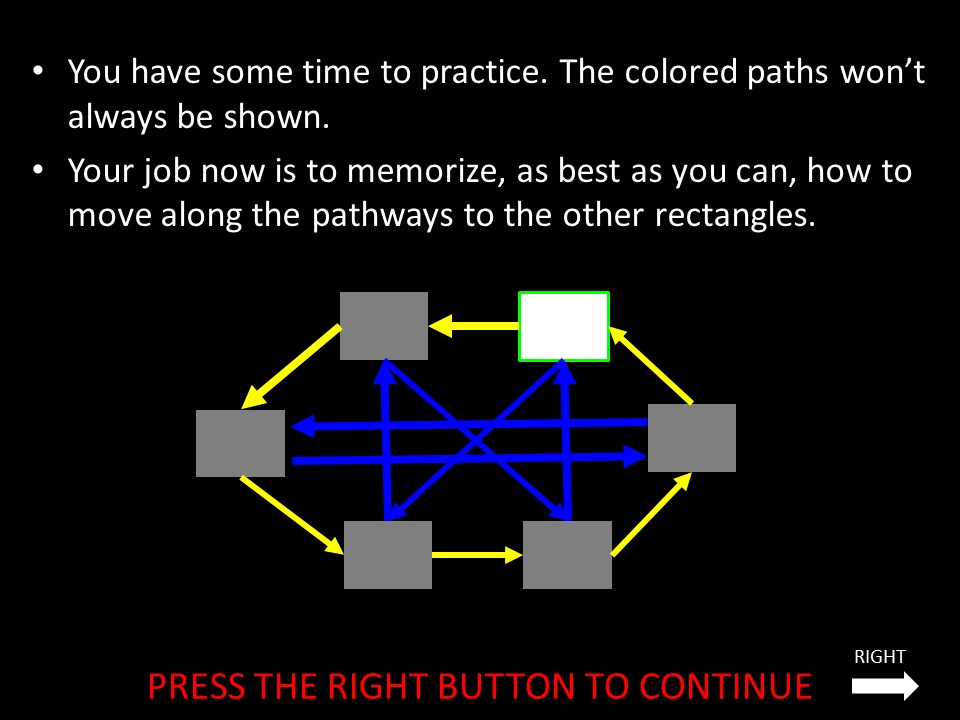 • You have some time to practice. The colored paths won’t
always be shown.
• Your job now is to memorize, as best as you can, how to
move along the pathways to the other rectangles.
RIGHT
PRESS THE RIGHT BUTTON TO CONTINUE